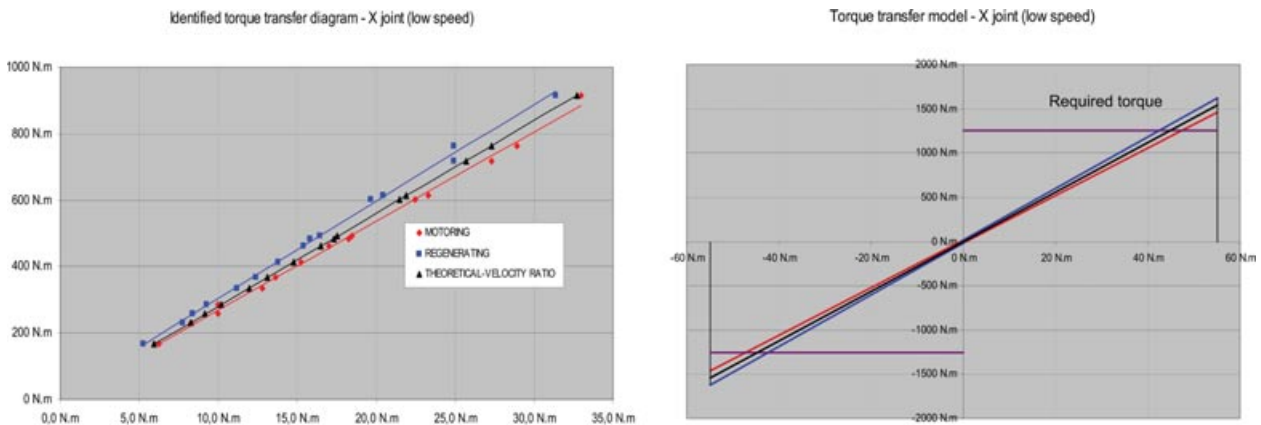 Identified torque transfer diagram - X joint (low speed)
1000 N.m
800 N.m
600 N.m
400 N.m
200 N.m
0 N.m
0,0 N.m
5,0 N.m
10,0 N.m
15,0 N.m
20,0 N.m
25,0 N.m
30,0 N.m
35,0 N.m
MOTORING
REGENERATING
THEORETICAL-VELOCITY RATIO
Torque transfer model - X joint (low speed)
2000 N.m
1500 N.m
1000 N.m
500 N.m
0 N.m
-500 N.m
-1000 N.m
-1500 N.m
-2000 N.m
-60 N.m
-40 N.m
-20 N.m
0 N.m
20 N.m
40 N.m
60 N.m
Required torque